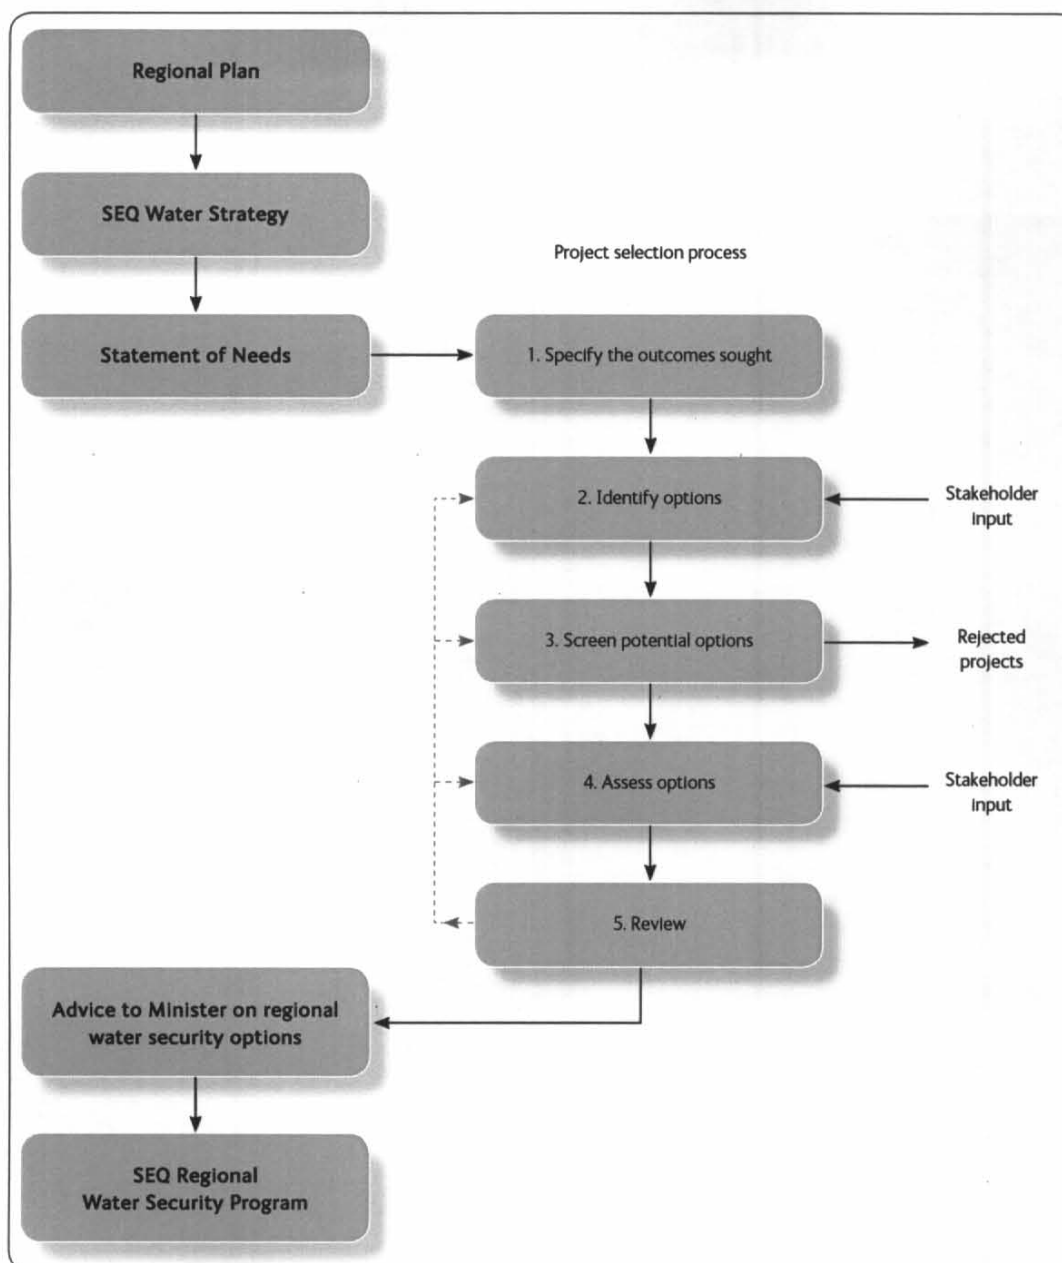 Regional Plan
SEQ Water Strategy
Project selection process
Statement of Needs
1. Specify the outcomes sought
2. Identify options
Stakeholder
input
3. Screen potential options
Rejected
projects
4. Assess options
Stakeholder
input
5. Review
Advice to Minister on regional
water security options
SEQ Regional
Water Security Program